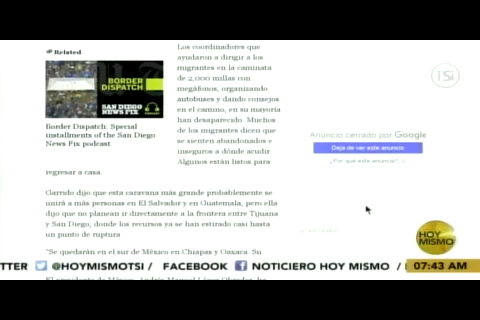 Related
BORDER
DISPATCH
SAN DIEGO
NEWS FIX
Border Dispatch: Special
installments of the San Diego
News Fix podcast
Los coordinadores que
ayudaron a dirigir a los
migrantes en la caminata
de 2,000 millas con
megáfonos, organizando
autobuses y dando consejos
en el camino, en su mayoría
han desaparecido. Muchos
de los migrantes dicen que
se sienten abandonados e
inseguros a dónde acudir
Algunos están listos para
regresar a casa.
Garrido dijo que esta caravana más grande probablemente se
unirá a más personas en El Salvador y en Guatemala, pero ella
dijo que no planean ir directamente a la frontera entre Tijuana
y San Diego, donde los recursos ya se han estirado casi hasta
un punto de ruptura
"Se quedarán en el sur de México en Chiapas y Oaxaca. Su
TSi
Anuncio cerrado por Google
Deja de ver este anuncio
¿Por qué este anuncio?
HOY
MISMO
TTER @HOYMISMOTSI / FACEBOOK NOTICIERO HOY MISMO /
07:43 AM